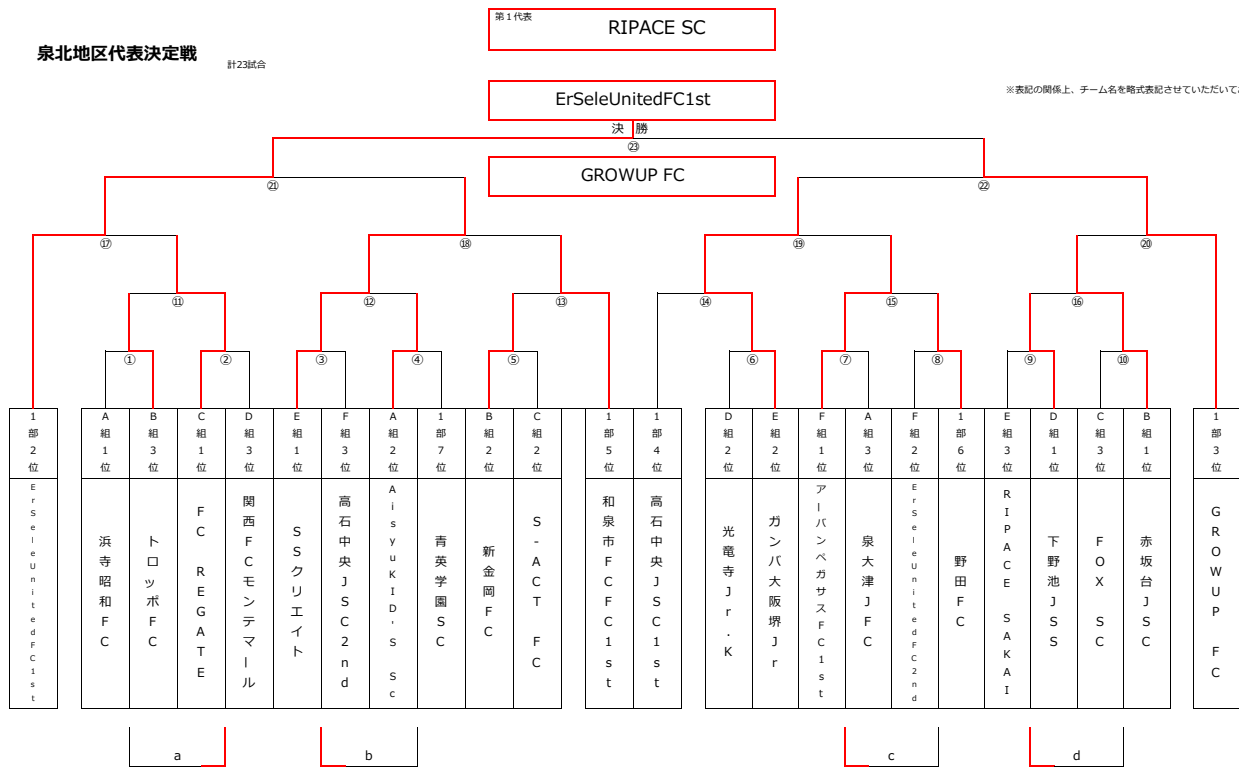 第1代表
RIPACE SC
泉北地区代表決定戦
計23試合
ErSeleUnitedFC1st
※表記の関係上、チーム名を略式表記させていただいてお
決勝
㉓
GROWUP FC
㉑
㉒
⑰
⑱
⑲
⑳
⑪
⑫
⑬
⑭
⑮
⑯
①
②
③
④
⑤
⑥
⑦
⑧
⑨
⑩
1部2位
A組1位
B組3位
C組1位
D組3位
E組1位
F組3位
A組2位
1部7位
B組2位
C組2位
1部5位
1部4位
D組2位
E組2位
F組1位
A組3位
F組2位
1部6位
E組3位
D組1位
C組3位
B組1位
1部3位
ErSeleUnitedFC1st
浜寺昭和FC
トロッポFC
FC REGATE
関西FCモンテマール
SSクリエイト
高石中央JSC2nd
AisyuKID'S Sc
青英学園SC
新金岡FC
S-ACT FC
和泉市FCFC1st
高石中央JSC1st
光竜寺Jr.K
ガンバ大阪堺Jr
アーバンペガサスFC1st
泉大津JFC
ErSeleUnitedFC2nd
野田FC
RIPACE SAKAI
下野池JSS
FOX SC
赤坂台JSC
GROWUP FC
a
b
c
d